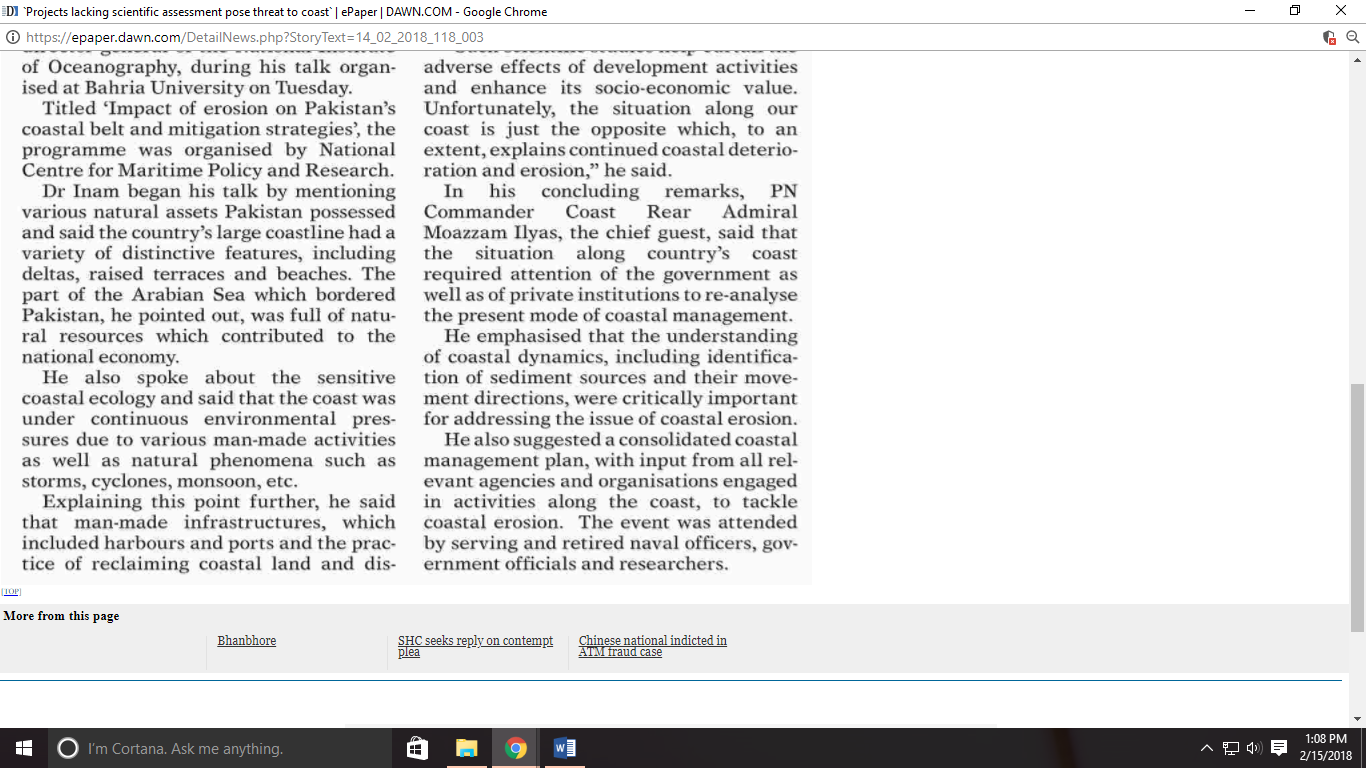 `Projects lacking scientific assessment pose threat to coast` | ePaper | DAWN.COM - Google Chrome
https://epaper.dawn.com/DetailNews.php?StoryText=14_02_2018_118_003
of Oceanography, during his talk organ-
ised at Bahria University on Tuesday.
Titled ‘Impact of erosion on Pakistan’s
coastal belt and mitigation strategies’, the
programme was organised by National
Centre for Maritime Policy and Research.
Dr Inam began his talk by mentioning
various natural assets Pakistan possessed
and said the country’s large coastline had a
variety of distinctive features, including
deltas, raised terraces and beaches. The
part of the Arabian Sea which bordered
Pakistan, he pointed out, was full of natu-
ral resources which contributed to the
national economy.
He also spoke about the sensitive
coastal ecology and said that the coast was
under continuous environmental pres-
sures due to various man-made activities
as well as natural phenomena such as
storms, cyclones, monsoon, etc.
Explaining this point further, he said
that man-made infrastructures, which
included harbours and ports and the prac-
tice of reclaiming coastal land and dis-
adverse effects of development activities
and enhance its socio-economic value.
Unfortunately, the situation along our
coast is just the opposite which, to an
extent, explains continued coastal deterio-
ration and erosion,” he said.
In his concluding remarks, PN
Commander Coast Rear Admiral
Moazzam Ilyas, the chief guest, said that
the situation along country’s coast
required attention of the government as
well as of private institutions to re-analyse
the present mode of coastal management.
He emphasised that the understanding
of coastal dynamics, including identifica-
tion of sediment sources and their move-
ment directions, were critically important
for addressing the issue of coastal erosion.
He also suggested a consolidated coastal
management plan, with input from all rel-
evant agencies and organisations engaged
in activities along the coast, to tackle
coastal erosion. The event was attended
by serving and retired naval officers, gov-
ernment officials and researchers.
[TOP]
More from this page
Bhanbhore
SHC seeks reply on contempt
plea
Chinese national indicted in
ATM fraud case
I'm Cortana. Ask me anything.
1:08 PM
2/15/2018